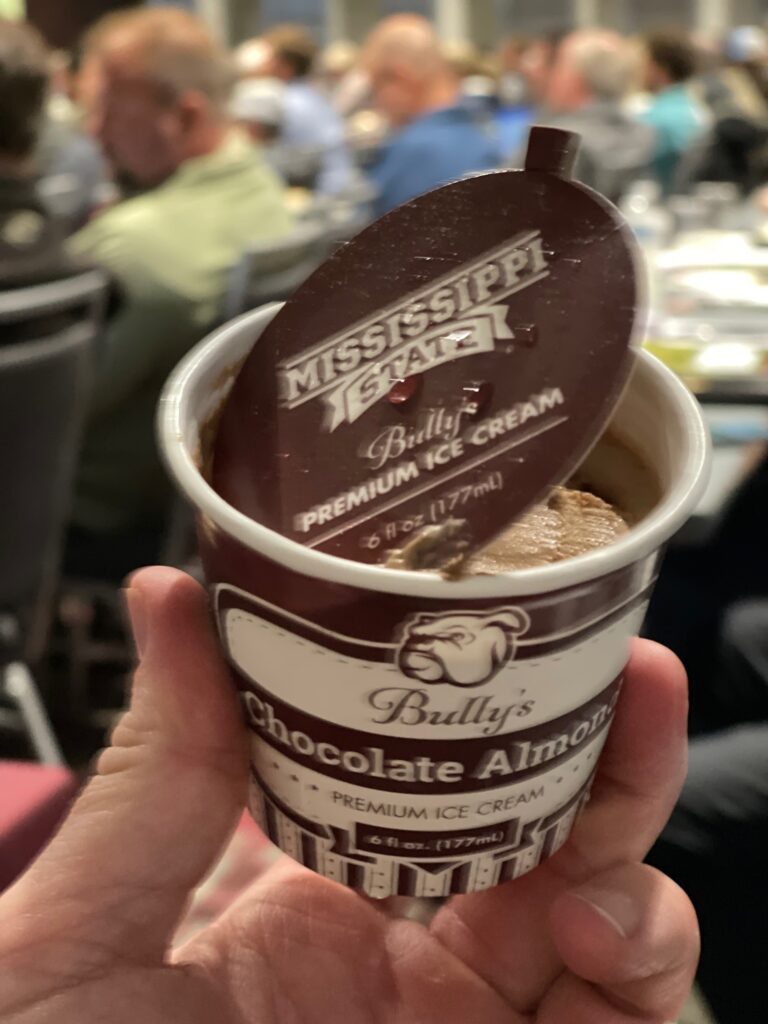 MISSISSIPPI
STATE
Bully's
PREMIUM ICE CREAM
6 fl oz (177mL)
Bully's
Chocolate Almond
PREMIUM ICE CREAM
6 fl oz. (177mL)